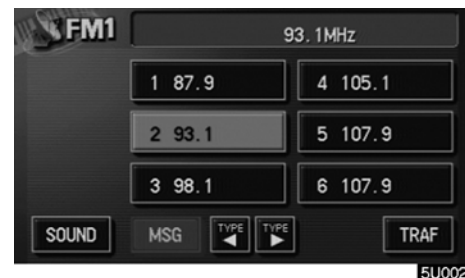 FM1
93.1MHz
1 87.9
4 105.1
2 93.1
5 107.9
3 98.1
6 107.9
SOUND
MSG
TYPE
TYPE
TRAF
5U002